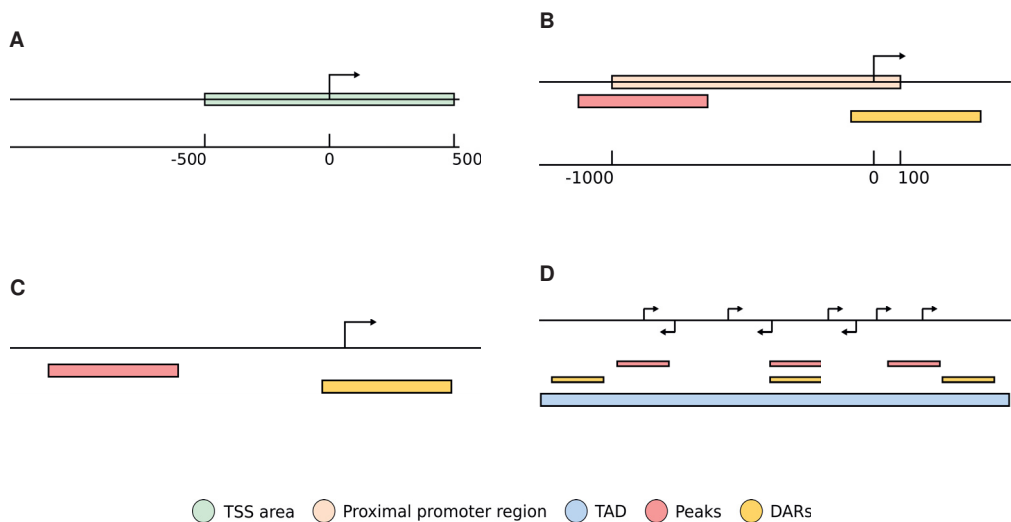 A
-500 0 500
B
-1000 0 100
C
D
TSS area Proximal promoter region TAD Peaks DARs